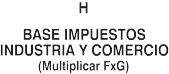 H
BASE IMPUESTOS
INDUSTRIA Y COMERCIO
(Multiplicar FxG)